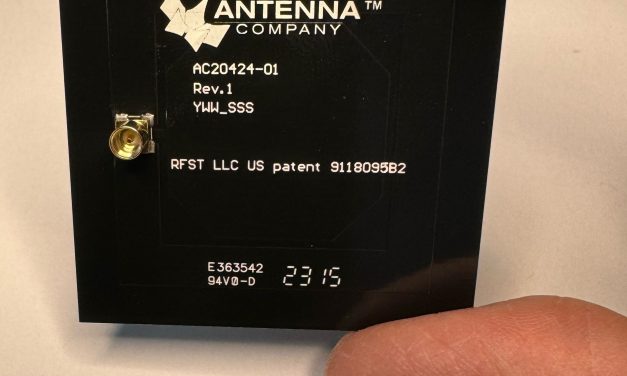 ANTENNA™
COMPANY
AC20424-01
Rev.1
YWW_SSS
RFST LLC US patent 9118095B2
E363542
94V0-D
2315